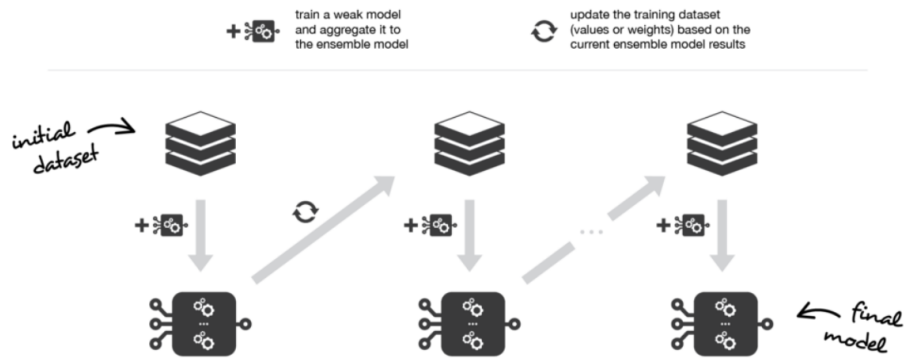 train a weak model
and aggregate it to
the ensemble model
update the training dataset
(values or weights) based on the
current ensemble model results
initial
dataset
final
model